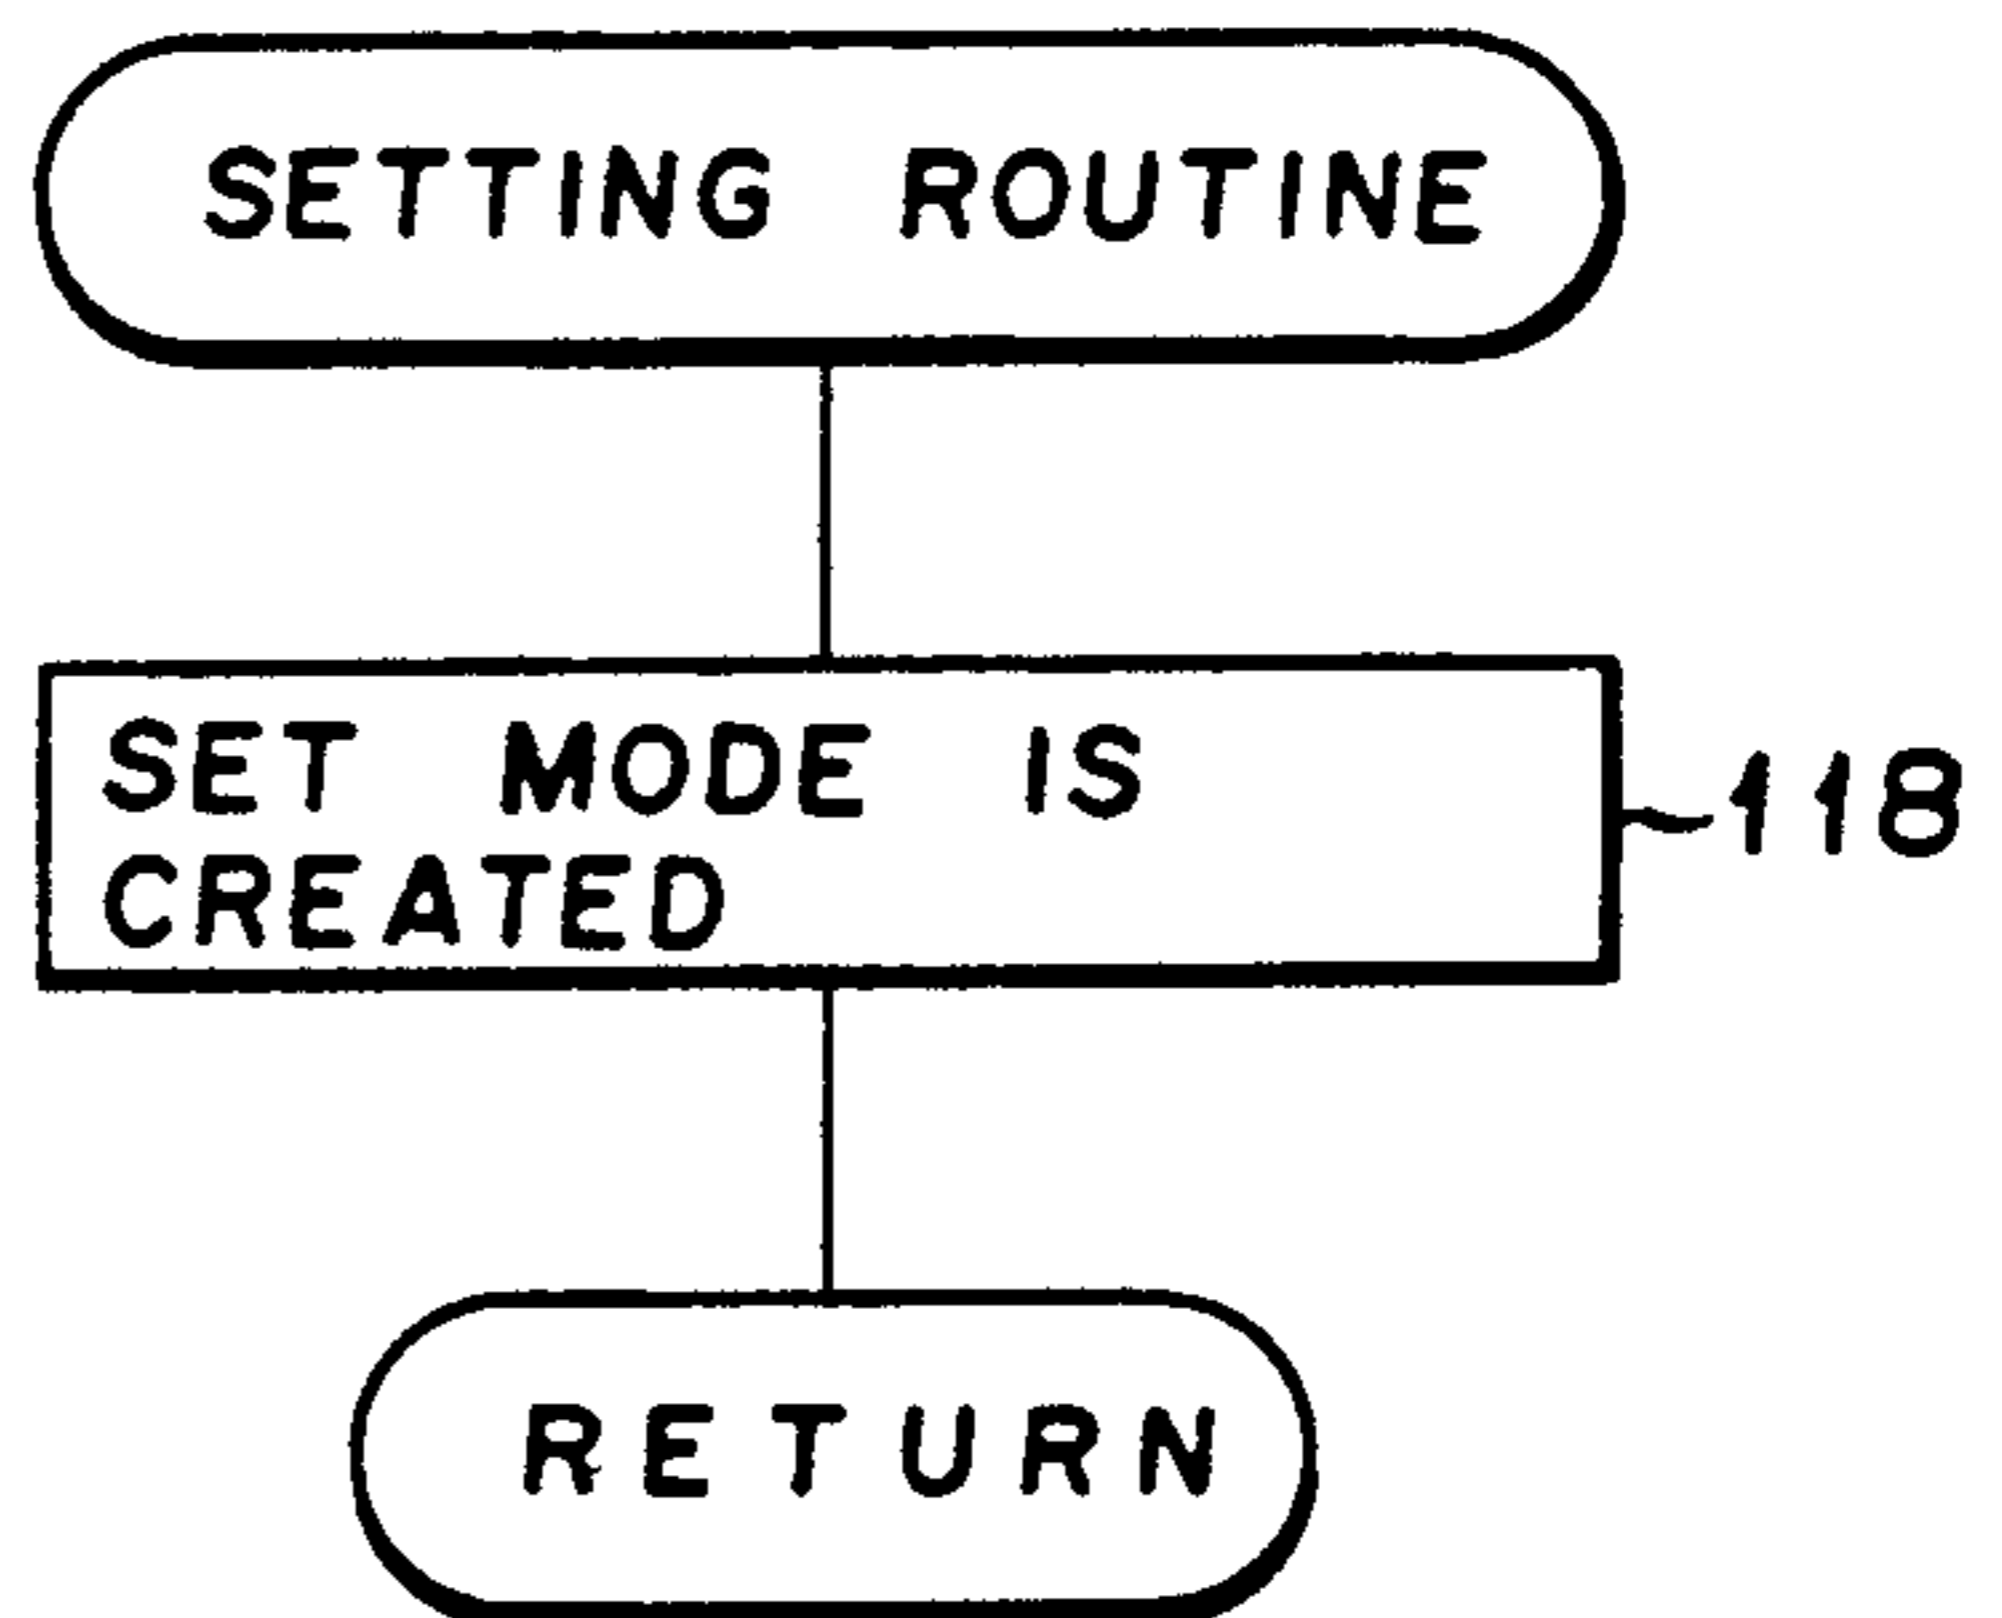 SETTING ROUTINE
SET MODE IS
CREATED
118
RETURN